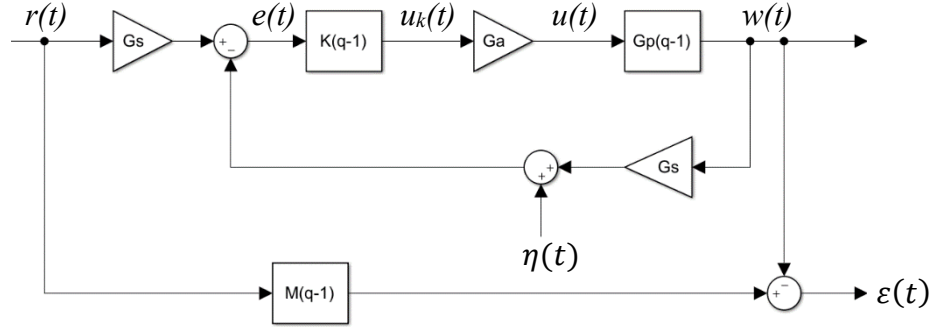 r(t) e(t) uk(t) u(t) w(t)
Gs + − K(q-1) Ga Gp(q-1)
Gs
+ +
η(t)
M(q-1) + − ε(t)